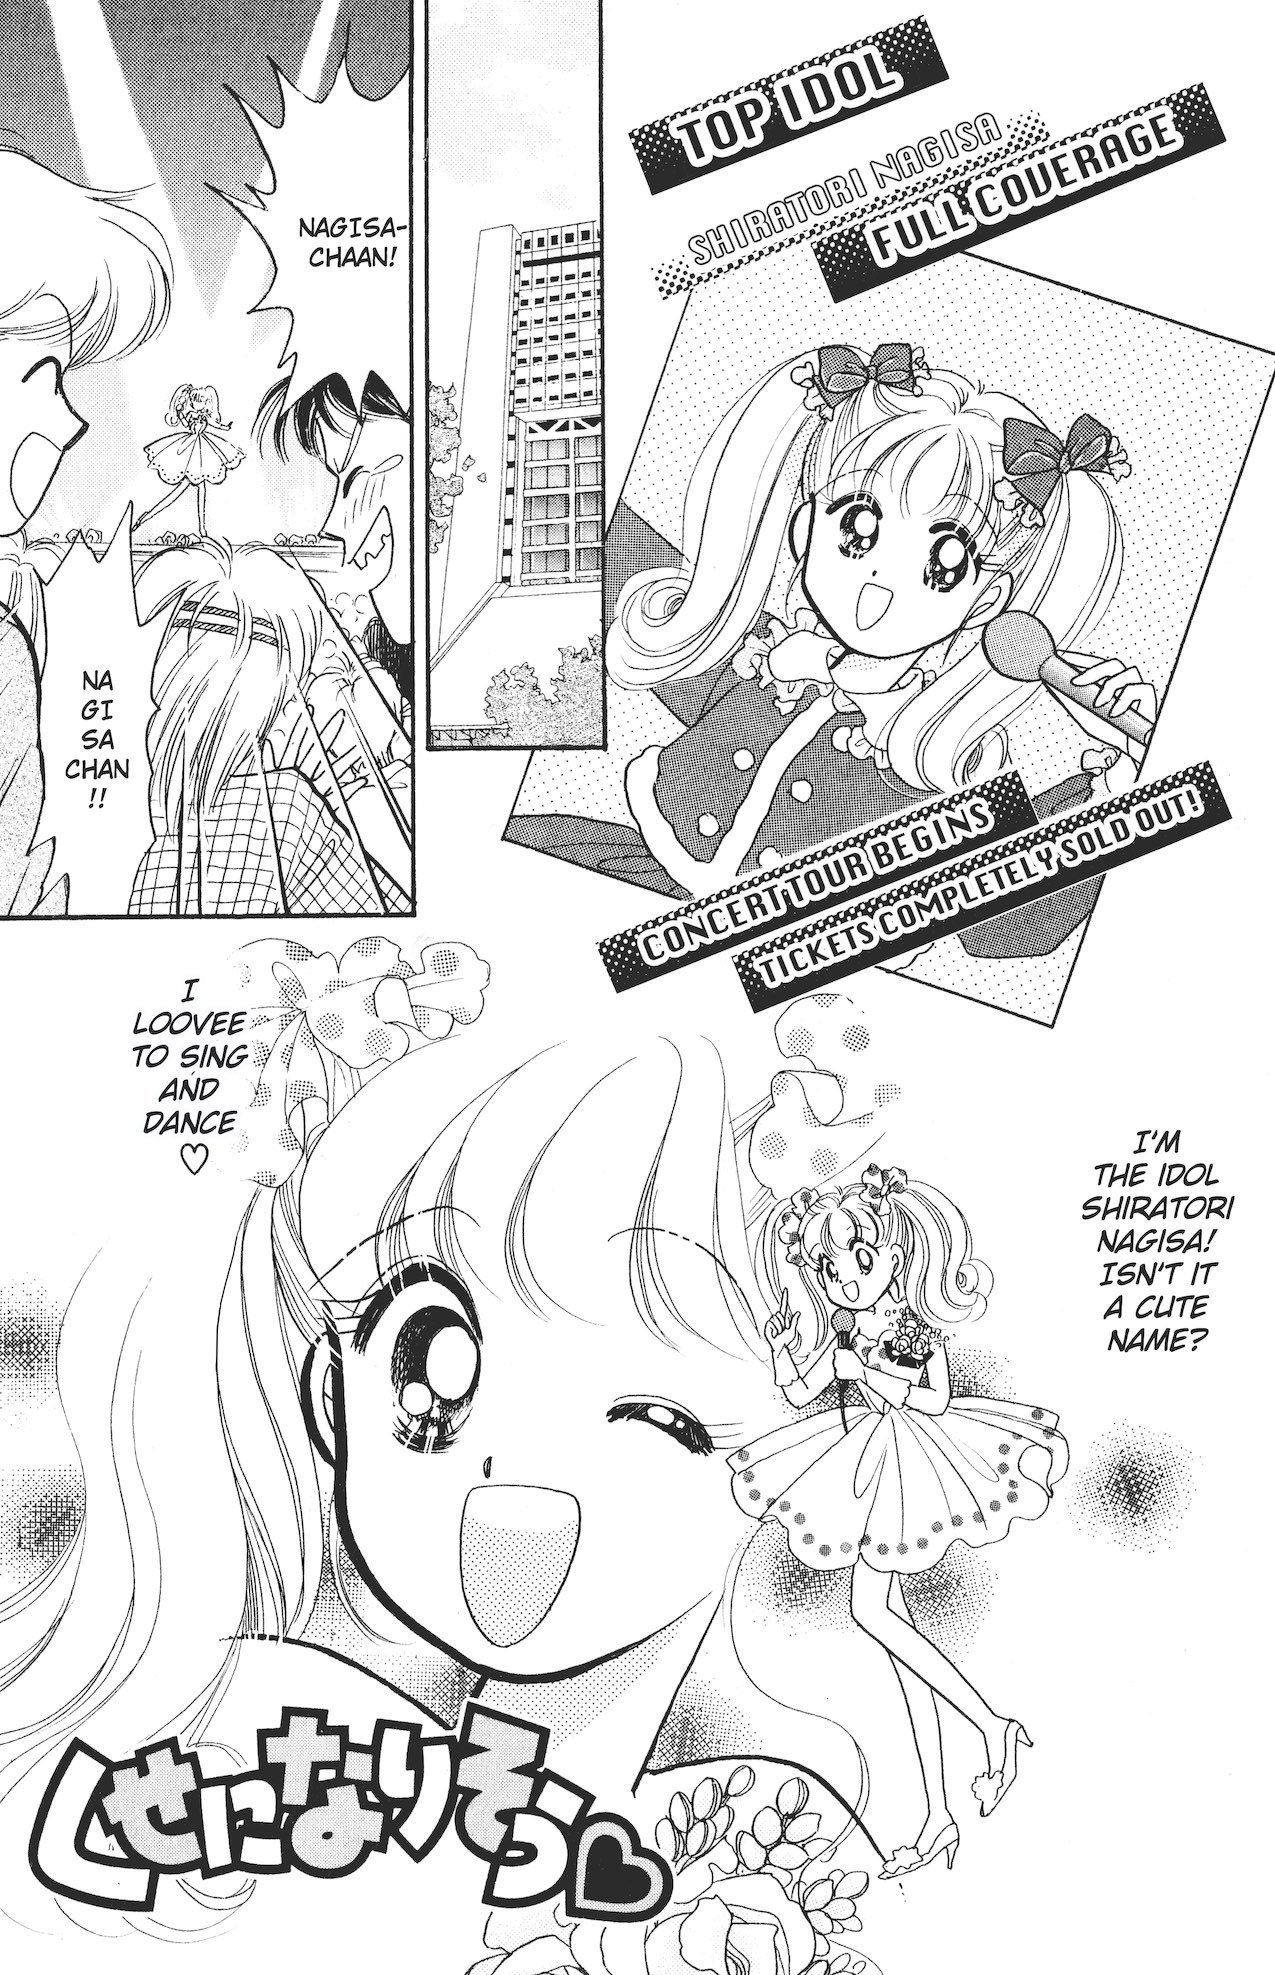 TOP IDOL
SHIRATORI NAGISA
FULL COVERAGE
CONCERT TOUR BEGINS
TICKETS COMPLETELY SOLD OUT!
NAGISA-
CHAAN!
NA
GI
SA
CHAN
!!
I'M
THE IDOL
SHIRATORI
NAGISA!
ISN'T IT
A CUTE
NAME?
I
LOOVEE
TO SING
AND
DANCE
♡
くせになりそう♥